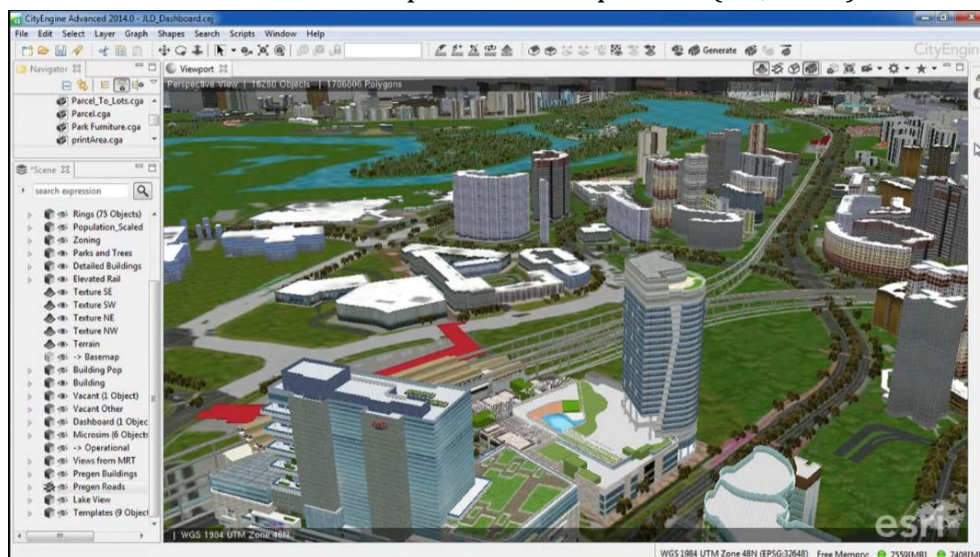 CityEngine Advanced 2014.0 - JLD_Dashboard.cej
File Edit Select Layer Graph Shapes Search Scripts Window Help
Generate
CityEngine
Navigator
Parcel_To_Lots.cga
Parcel.cga
Park Furniture.cga
printArea.cga
*Scene
search expression
Rings (75 Objects)
Population_Scaled
Zoning
Parks and Trees
Detailed Buildings
Elevated Rail
Texture SE
Texture SW
Texture NE
Texture NW
Terrain
-> Basemap
Building Pop
Building
Vacant (1 Object)
Vacant Other
Dashboard (1 Objec
Microsim (6 Objects
-> Operational
Views from MRT
Pregen Buildings
Pregen Roads
Lake View
Templates (9 Object
Viewport
Perspective View | 16260 Objects | 1706606 Polygons
WGS 1984 UTM Zone 48N
esri
WGS 1984 UTM Zone 48N (EPSG:32648) Free Memory: